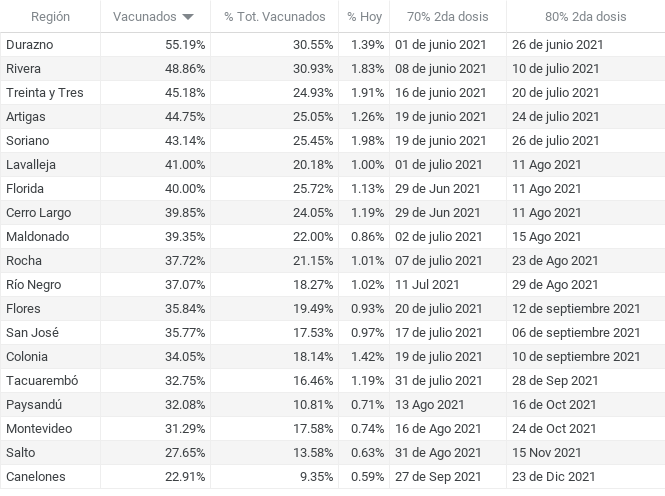 Región Vacunados % Tot. Vacunados % Hoy 70% 2da dosis 80% 2da dosis
Durazno 55.19% 30.55% 1.39% 01 de junio 2021 26 de junio 2021
Rivera 48.86% 30.93% 1.83% 08 de junio 2021 10 de julio 2021
Treinta y Tres 45.18% 24.93% 1.91% 16 de junio 2021 20 de julio 2021
Artigas 44.75% 25.05% 1.26% 19 de junio 2021 24 de julio 2021
Soriano 43.14% 25.45% 1.98% 19 de junio 2021 26 de julio 2021
Lavalleja 41.00% 20.18% 1.00% 01 de julio 2021 11 Ago 2021
Florida 40.00% 25.72% 1.13% 29 de Jun 2021 11 Ago 2021
Cerro Largo 39.85% 24.05% 1.19% 29 de Jun 2021 11 Ago 2021
Maldonado 39.35% 22.00% 0.86% 02 de julio 2021 15 Ago 2021
Rocha 37.72% 21.15% 1.01% 07 de julio 2021 23 de Ago 2021
Río Negro 37.07% 18.27% 1.02% 11 Jul 2021 29 de Ago 2021
Flores 35.84% 19.49% 0.93% 20 de julio 2021 12 de septiembre 2021
San José 35.77% 17.53% 0.97% 17 de julio 2021 06 de septiembre 2021
Colonia 34.05% 18.14% 1.42% 19 de julio 2021 10 de septiembre 2021
Tacuarembó 32.75% 16.46% 1.19% 31 de julio 2021 28 de Sep 2021
Paysandú 32.08% 10.81% 0.71% 13 Ago 2021 16 de Oct 2021
Montevideo 31.29% 17.58% 0.74% 16 de Ago 2021 24 de Oct 2021
Salto 27.65% 13.58% 0.63% 31 de Ago 2021 15 Nov 2021
Canelones 22.91% 9.35% 0.59% 27 de Sep 2021 23 de Dic 2021